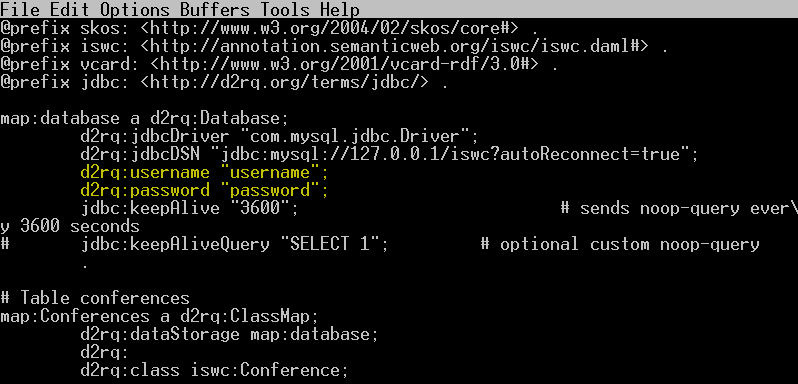 File Edit Options Buffers Tools Help
@prefix skos: <http://www.w3.org/2004/02/skos/core#> .
@prefix iswc: <http://annotation.semanticweb.org/iswc/iswc.daml#> .
@prefix vcard: <http://www.w3.org/2001/vcard-rdf/3.0#> .
@prefix jdbc: <http://d2rq.org/terms/jdbc/> .

map:database a d2rq:Database;
        d2rq:jdbcDriver "com.mysql.jdbc.Driver";
        d2rq:jdbcDSN "jdbc:mysql://127.0.0.1/iswc?autoReconnect=true";
        d2rq:username "username";
        d2rq:password "password";
        jdbc:keepAlive "3600";                          # sends noop-query ever\
y 3600 seconds
#       jdbc:keepAliveQuery "SELECT 1";         # optional custom noop-query
        .

# Table conferences
map:Conferences a d2rq:ClassMap;
        d2rq:dataStorage map:database;
        d2rq:
        d2rq:class iswc:Conference;